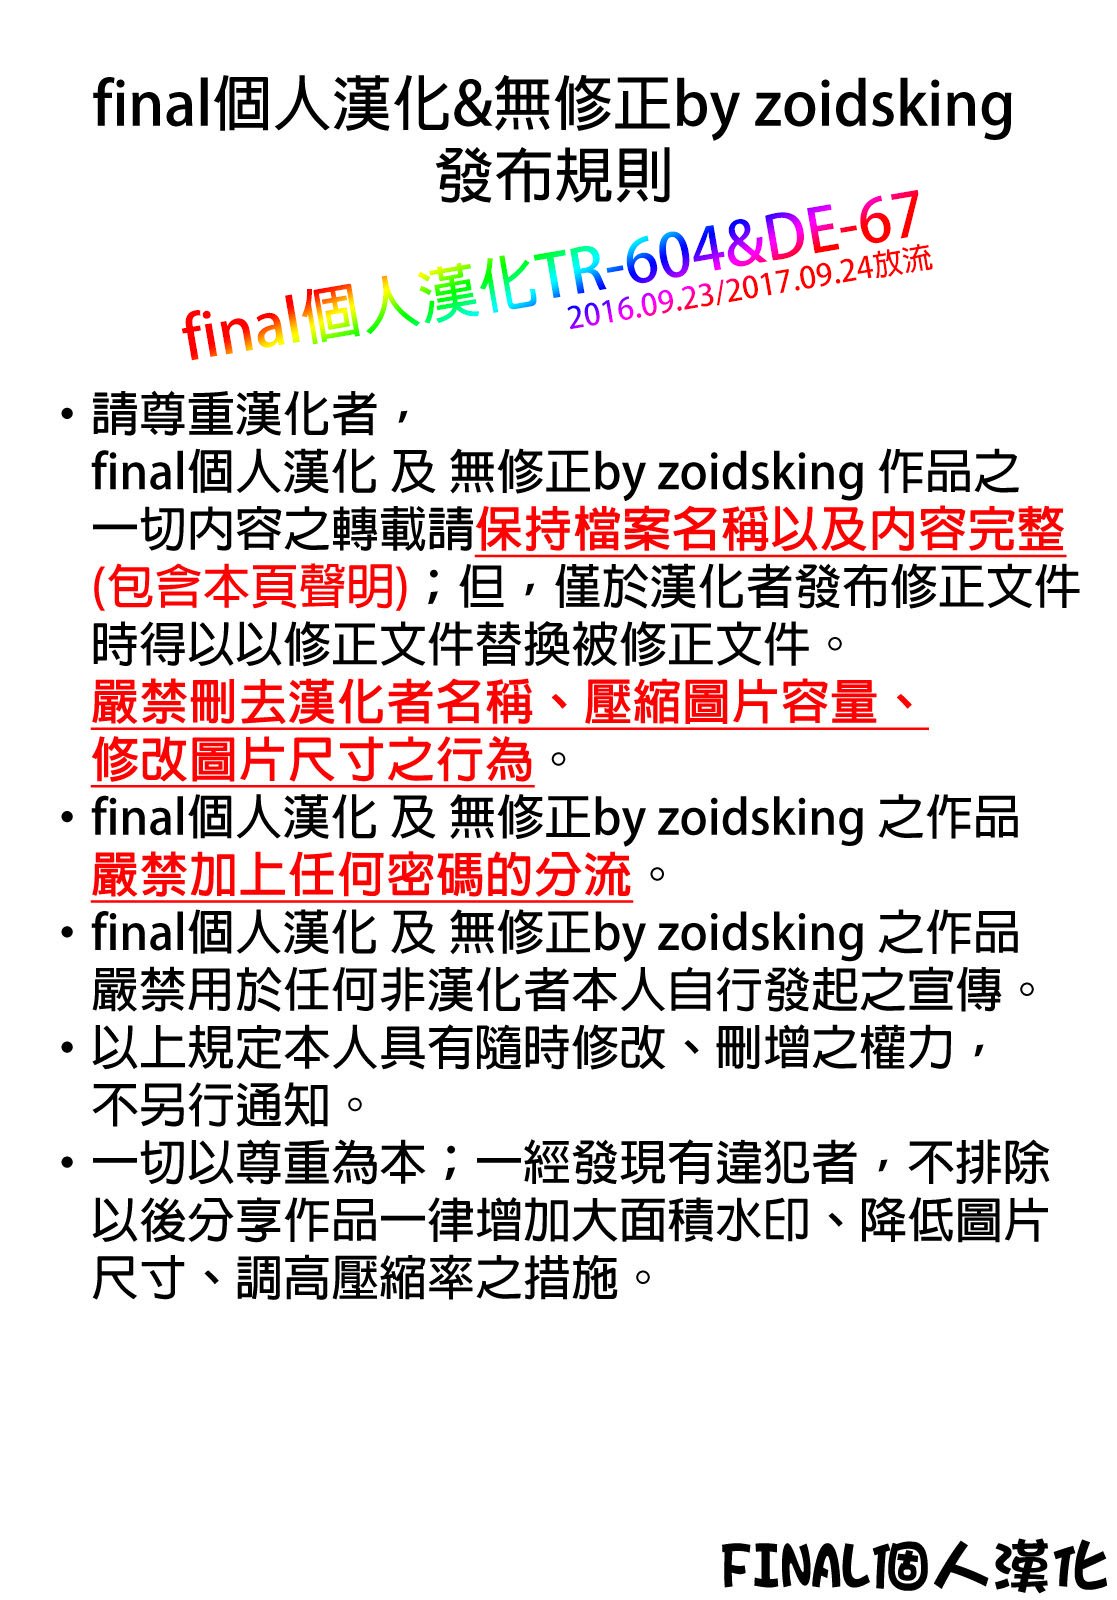 final個人漢化&無修正by zoidsking
發布規則
final個人漢化TR-604&DE-67
2016.09.23/2017.09.24放流
・請尊重漢化者，
final個人漢化 及 無修正by zoidsking 作品之
一切內容之轉載請保持檔案名稱以及內容完整
(包含本頁聲明)；但，僅於漢化者發布修正文件
時得以以修正文件替換被修正文件。
嚴禁刪去漢化者名稱、壓縮圖片容量、
修改圖片尺寸之行為。
・final個人漢化 及 無修正by zoidsking 之作品
嚴禁加上任何密碼的分流。
・final個人漢化 及 無修正by zoidsking 之作品
嚴禁用於任何非漢化者本人自行發起之宣傳。
・以上規定本人具有隨時修改、刪增之權力，
不另行通知。
・一切以尊重為本；一經發現有違犯者，不排除
以後分享作品一律增加大面積水印、降低圖片
尺寸、調高壓縮率之措施。
FINAL個人漢化